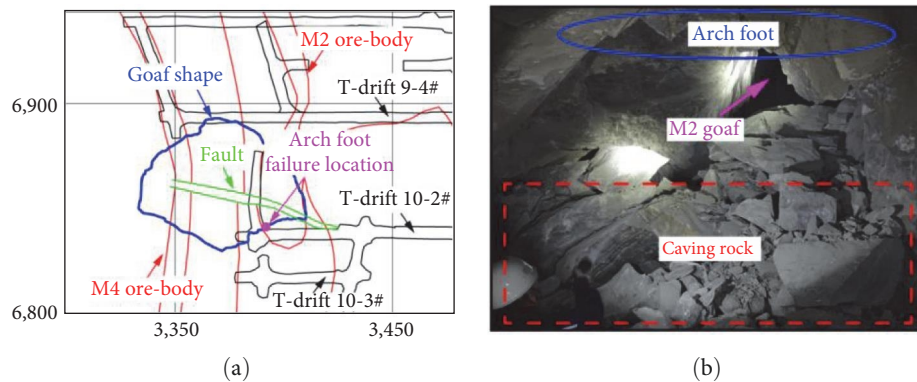 M2 ore-body
Goaf shape
T-drift 9-4#
6,900
Arch foot
failure location
Fault
T-drift 10-2#
M4 ore-body
T-drift 10-3#
6,800
3,350
3,450
(a)
Arch foot
M2 goaf
Caving rock
(b)